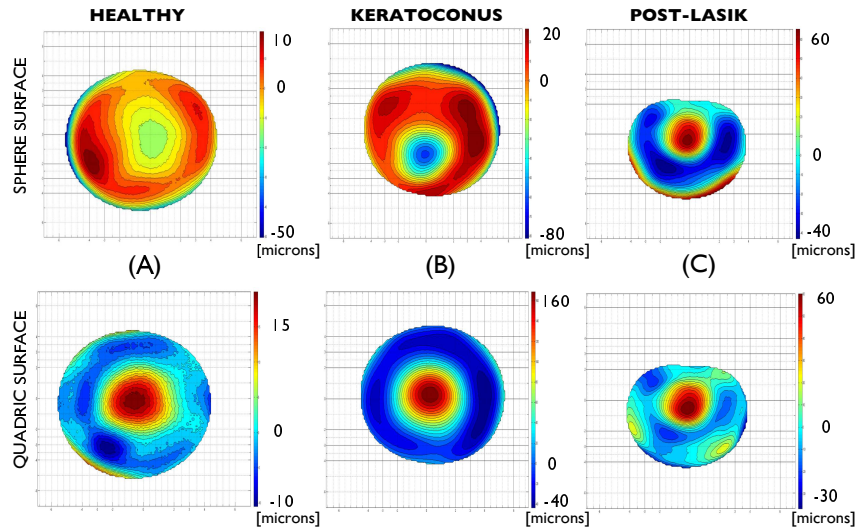 HEALTHY
KERATOCONUS
POST-LASIK
SPHERE SURFACE
10
0
-50
[microns]
20
0
-80
[microns]
60
0
-40
[microns]
(A)
(B)
(C)
QUADRIC SURFACE
15
0
-10
[microns]
160
0
-40
[microns]
60
0
-30
[microns]